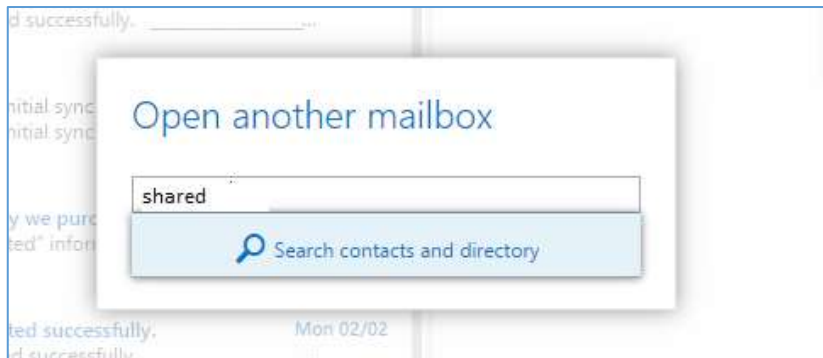 d successfully. ...
nitial sync
nitial sync
Open another mailbox
shared
y we purc
Search contacts and directory
ted" infor
ted successfully. Mon 02/02
d successfully